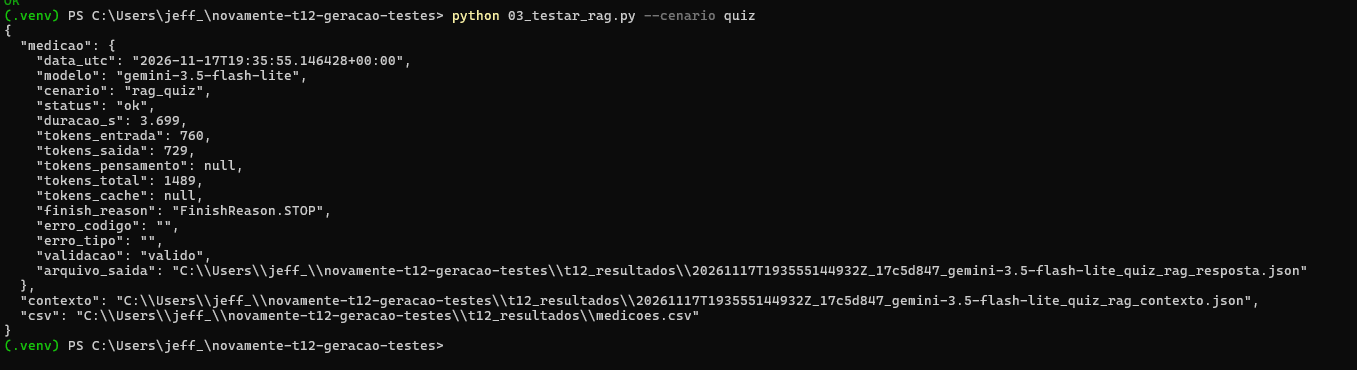 OK
(.venv) PS C:\Users\jeff_\novamente-t12-geracao-testes> python 03_testar_rag.py --cenario quiz
{
  "medicao": {
    "data_utc": "2026-11-17T19:35:55.146428+00:00",
    "modelo": "gemini-3.5-flash-lite",
    "cenario": "rag_quiz",
    "status": "ok",
    "duracao_s": 3.699,
    "tokens_entrada": 760,
    "tokens_saida": 729,
    "tokens_pensamento": null,
    "tokens_total": 1489,
    "tokens_cache": null,
    "finish_reason": "FinishReason.STOP",
    "erro_codigo": "",
    "erro_tipo": "",
    "validacao": "valido",
    "arquivo_saida": "C:\\Users\\jeff_\\novamente-t12-geracao-testes\\t12_resultados\\20261117T193555144932Z_17c5d847_gemini-3.5-flash-lite_quiz_rag_resposta.json"
  },
  "contexto": "C:\\Users\\jeff_\\novamente-t12-geracao-testes\\t12_resultados\\20261117T193555144932Z_17c5d847_gemini-3.5-flash-lite_quiz_rag_contexto.json",
  "csv": "C:\\Users\\jeff_\\novamente-t12-geracao-testes\\t12_resultados\\medicoes.csv"
}
(.venv) PS C:\Users\jeff_\novamente-t12-geracao-testes>